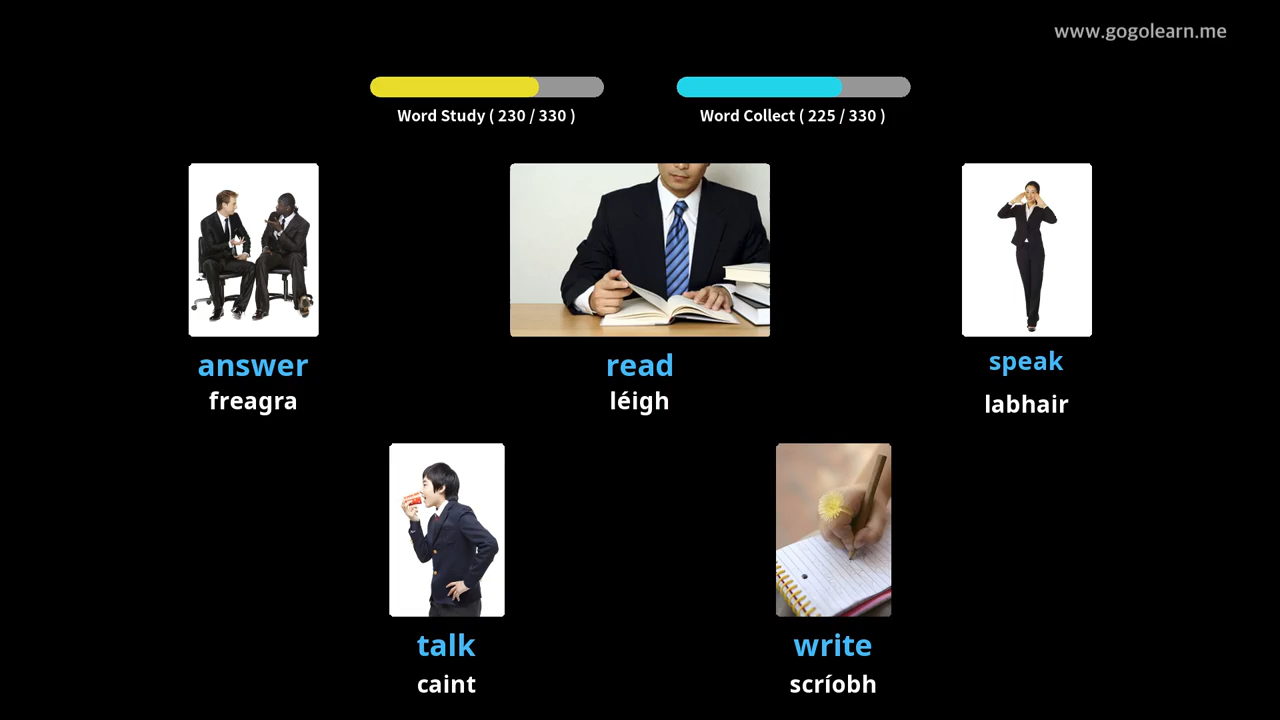 www.gogolearn.me
Word Study ( 230 / 330 )
Word Collect ( 225 / 330 )
answer
freagra
read
léigh
speak
labhair
talk
caint
write
scríobh